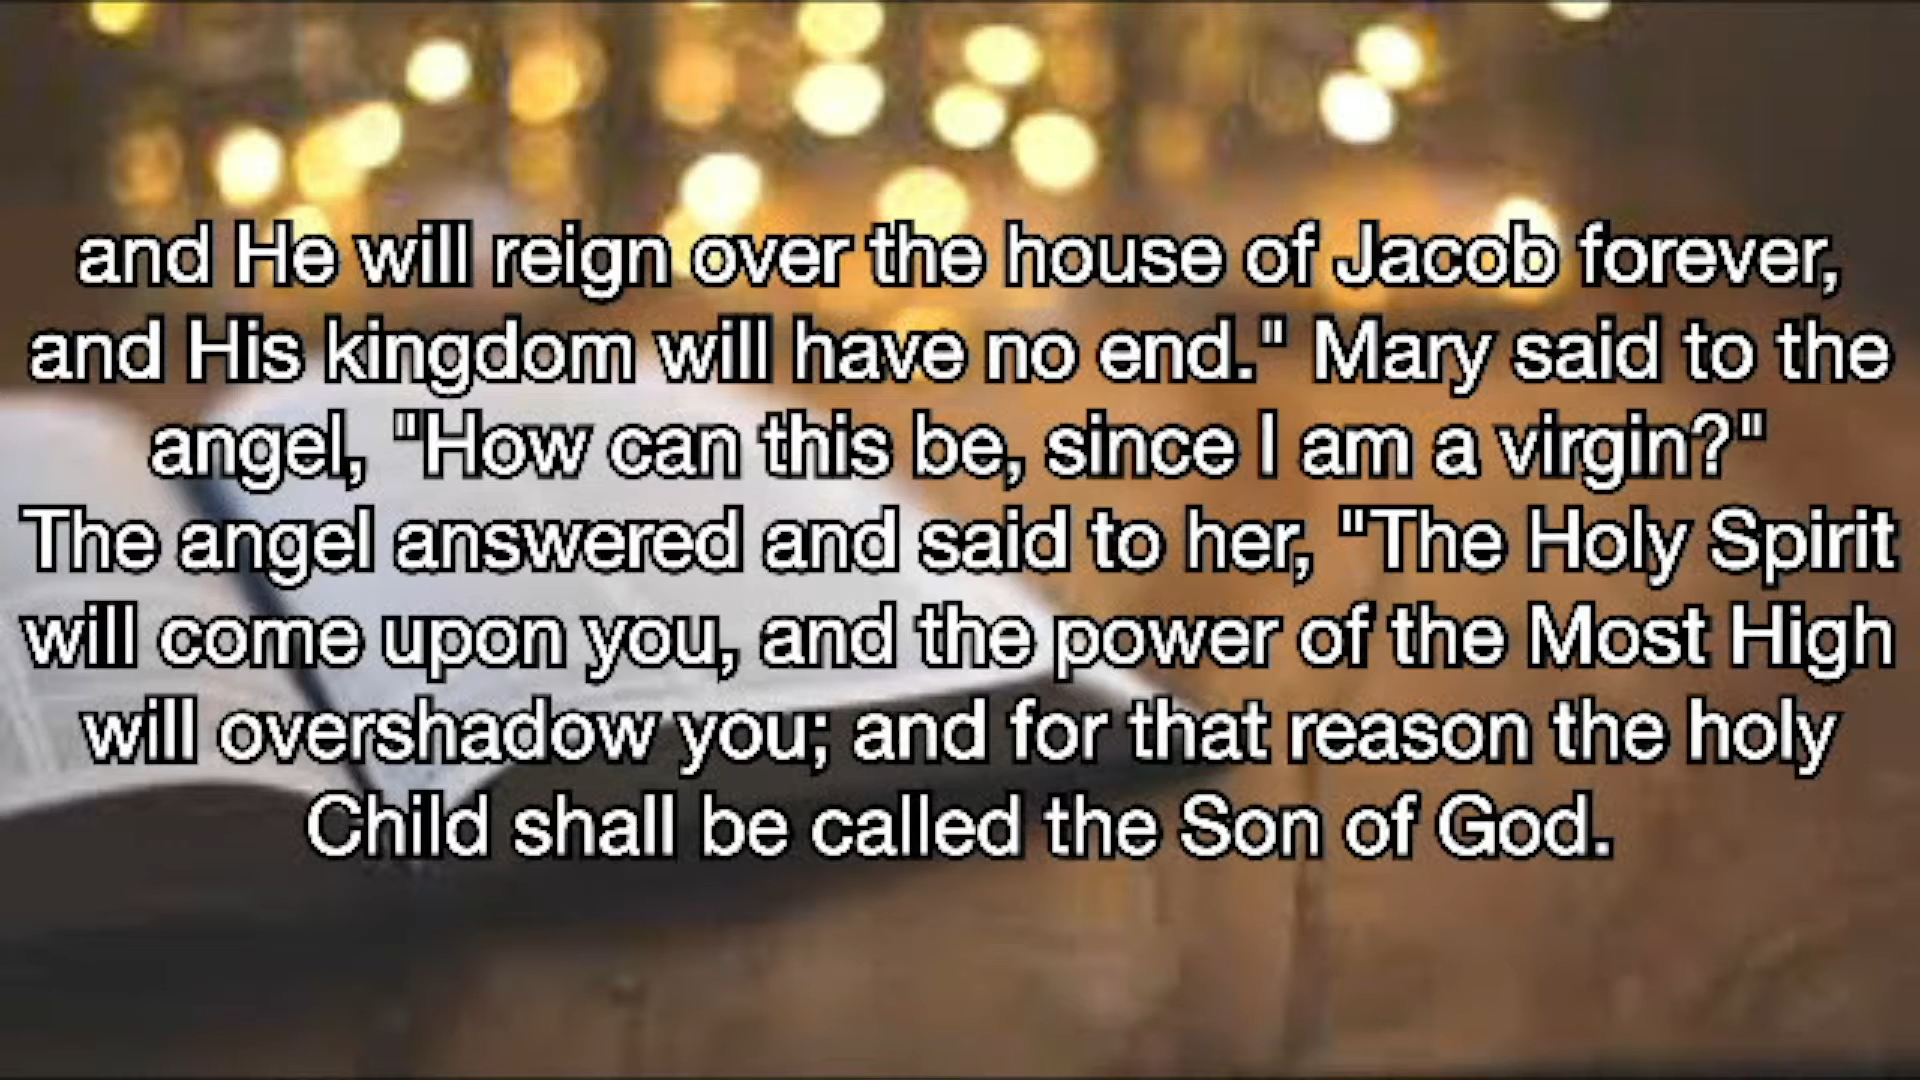 and He will reign over the house of Jacob forever,
and His kingdom will have no end." Mary said to the
angel, "How can this be, since I am a virgin?"
The angel answered and said to her, "The Holy Spirit
will come upon you, and the power of the Most High
will overshadow you; and for that reason the holy
Child shall be called the Son of God.